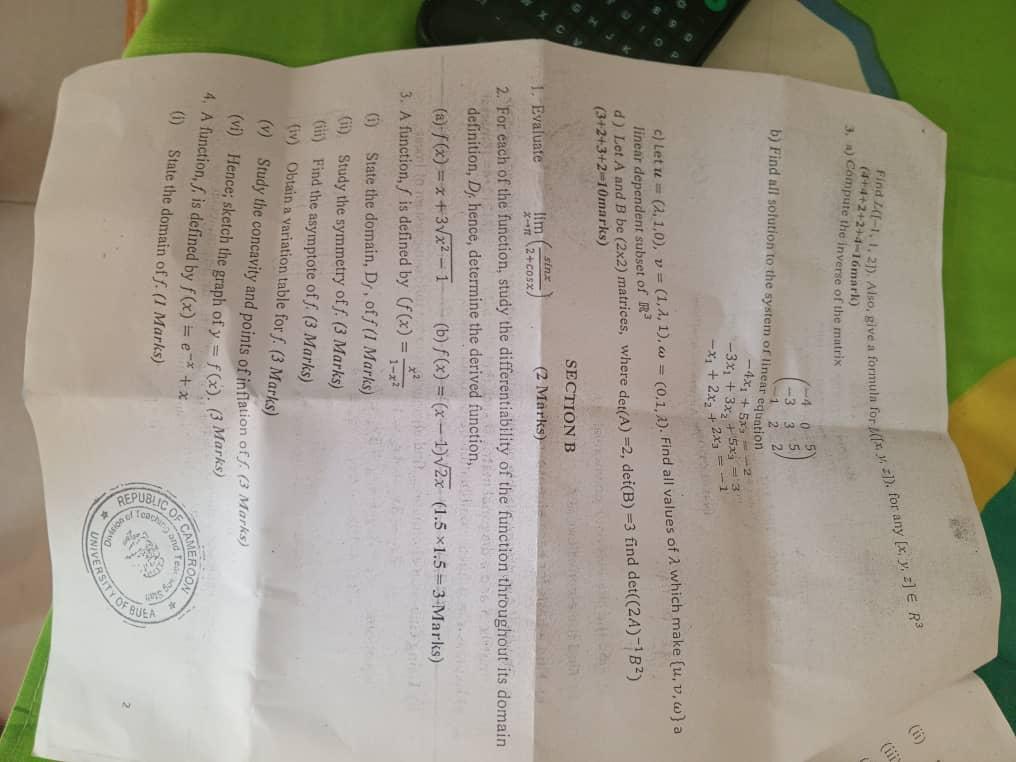 Find L([-1, 1, 2]). Also, give a formula for L([x, y, z]), for any [x, y, z] ∈ R³
(4+4+2+2+4=16mark)
3. a) Compute the inverse of the matrix
(-4 0 5
-3 3 5
-1 2 2)
b) Find all solution to the system of linear equation
-4x₁ + 5x₃ = -2
-3x₁ + 3x₂ + 5x₃ = 3
-x₁ + 2x₂ + 2x₃ = -1
c) Let u = (λ, 1,0), v = (1, λ, 1), ω = (0,1, λ). Find all values of λ which make {u, v, ω} a
linear dependent subset of ℝ³
d) Let A and B be (2x2) matrices, where det(A) =2, det(B) =3 find det((2A)⁻¹B²)
(3+2+3+2=10marks)
SECTION B
1. Evaluate lim x→π (sinx / 2+cosx) (2 Marks)
2. For each of the function, study the differentiability of the function throughout its domain
definition, Df, hence, determine the derived function,
(a) f(x) = x + 3√x² − 1 (b) f(x) = (x − 1)√2x (1.5 ×1.5 = 3 Marks)
3. A function, f is defined by (f(x) = x² / 1−x²
(i) State the domain, Df, of f (1 Marks)
(ii) Study the symmetry of f. (3 Marks)
(iii) Find the asymptote of f. (3 Marks)
(iv) Obtain a variation table for f. (3 Marks)
(v) Study the concavity and points of inflation of f. (3 Marks)
(vi) Hence; sketch the graph of y = f(x). (3 Marks)
4. A function, f is defined by f(x) = e⁻ˣ + x
(i) State the domain of f. (1 Marks)
REPUBLIC OF CAMEROON
Division of Teaching and
UNIVERSITY OF BUEA
2
(ii)
(iii